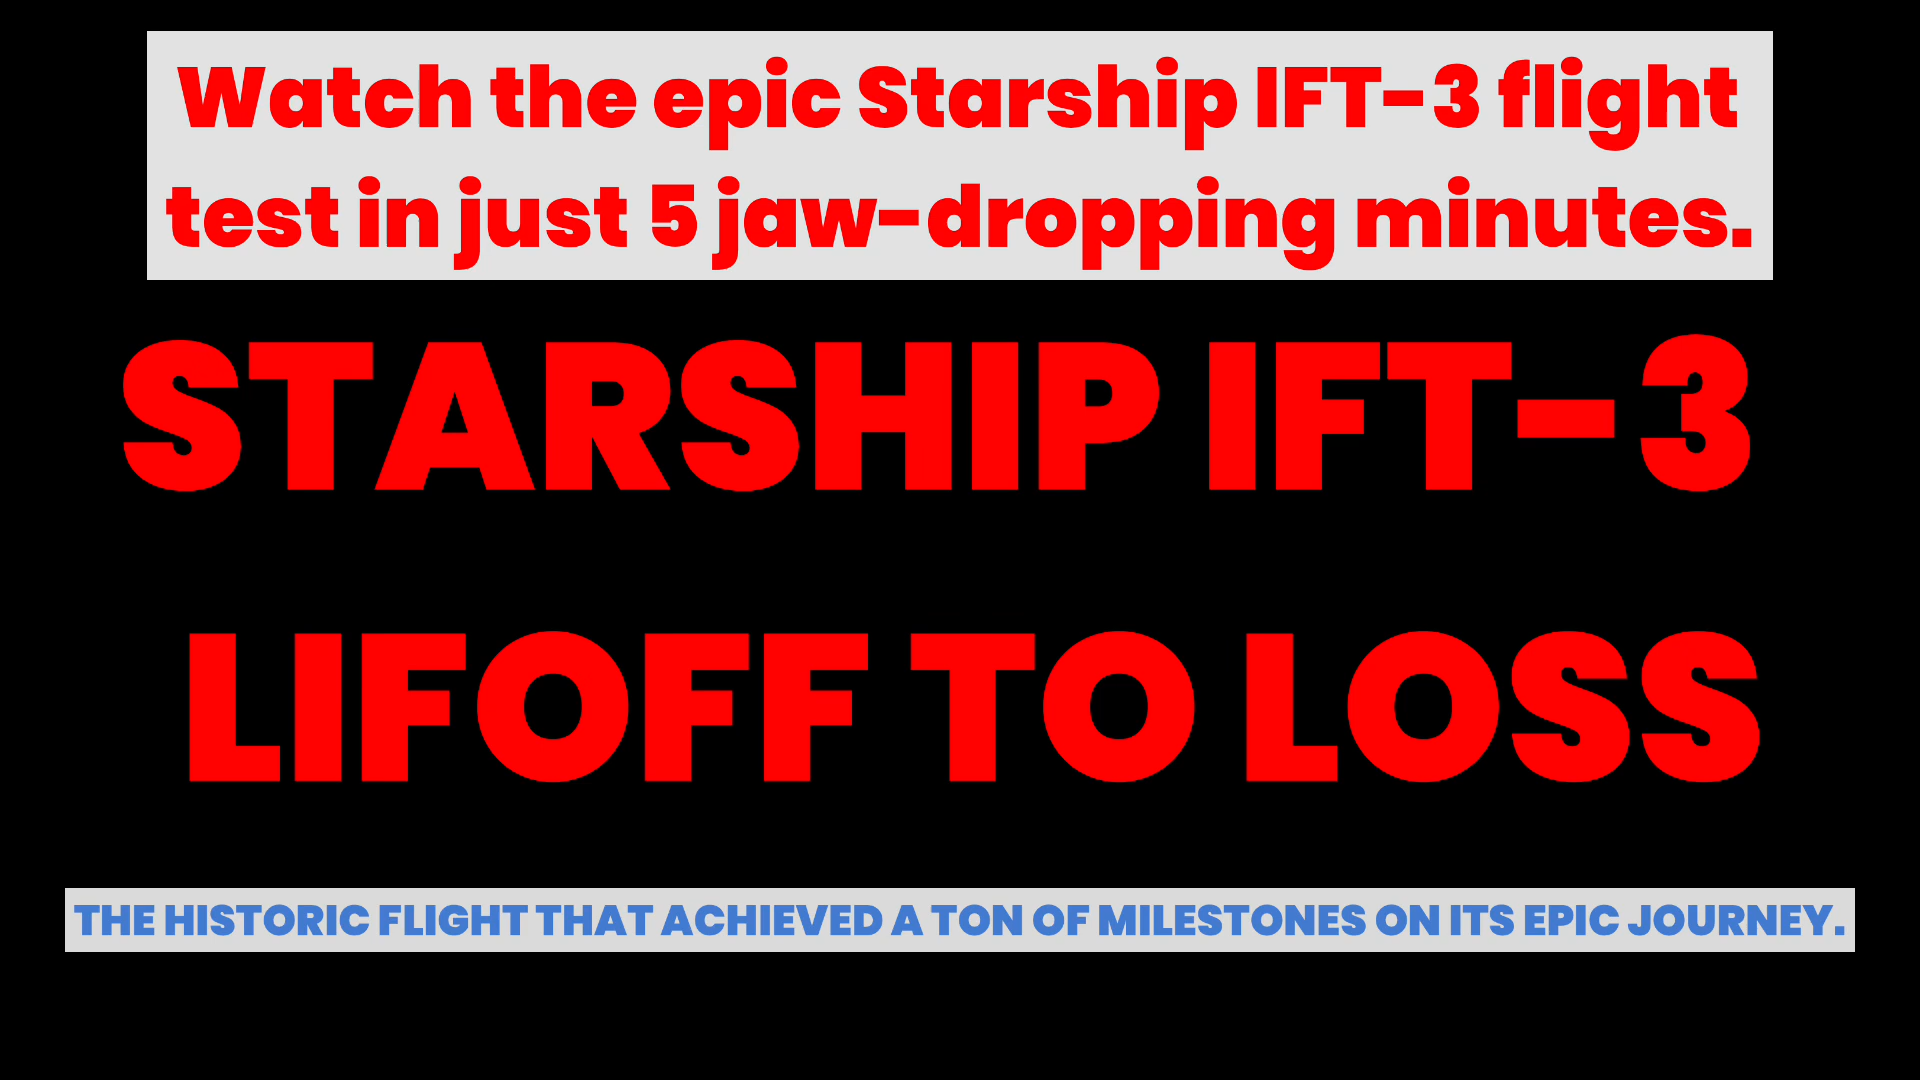 Watch the epic Starship IFT-3 flight
test in just 5 jaw-dropping minutes.
STARSHIP IFT-3
LIFOFF TO LOSS
THE HISTORIC FLIGHT THAT ACHIEVED A TON OF MILESTONES ON ITS EPIC JOURNEY.